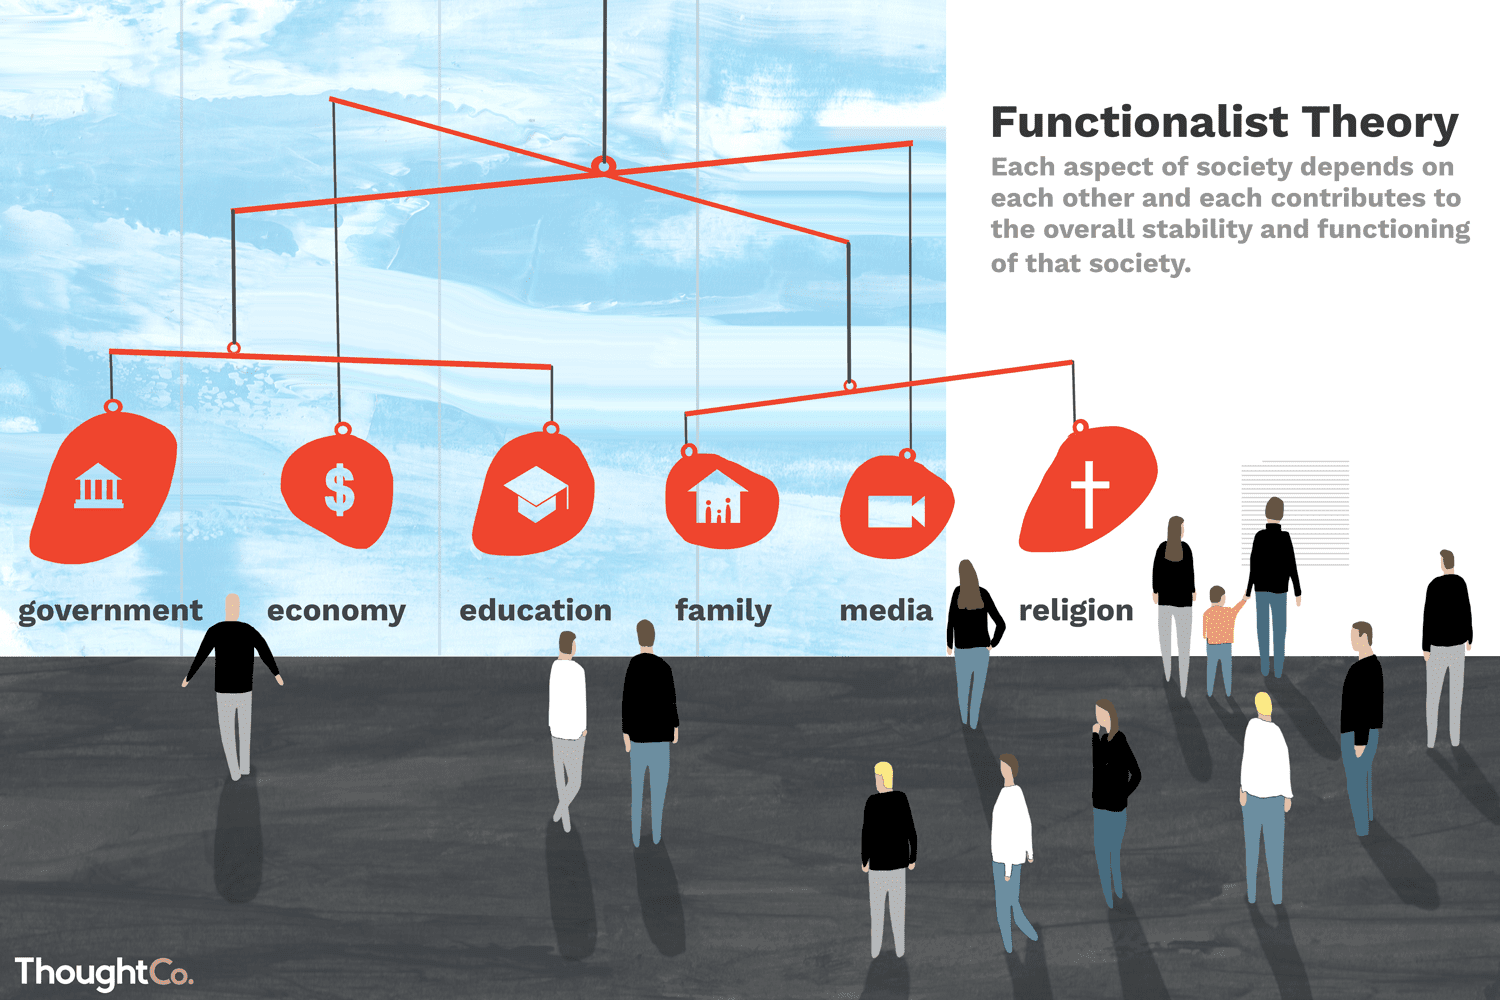 Functionalist Theory
Each aspect of society depends on
each other and each contributes to
the overall stability and functioning
of that society.
$
government
economy
education
family
media
religion
ThoughtCo.